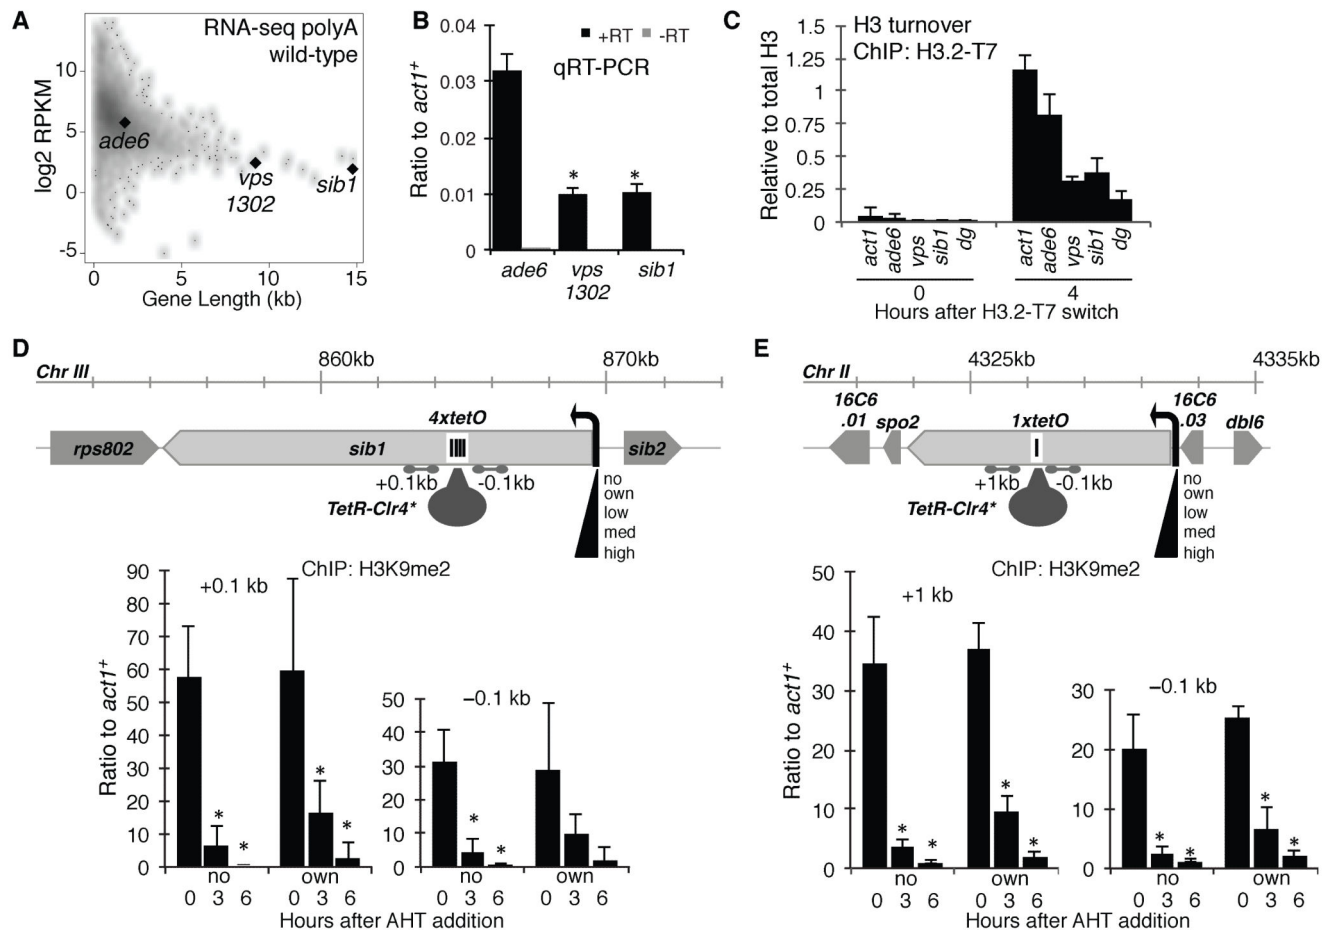 A
RNA-seq polyA
wild-type
log2 RPKM
10
5
0
-5
ade6
vps
1302
sib1
0 5 10 15
Gene Length (kb)
B
+RT -RT
qRT-PCR
Ratio to act1+
0.04
0.03
0.02
0.01
0
*
*
ade6 vps sib1
1302
C
H3 turnover
ChIP: H3.2-T7
Relative to total H3
1.5
1.25
1
0.75
0.5
0.25
0
act1 ade6 vps sib1 dg act1 ade6 vps sib1 dg
0 4
Hours after H3.2-T7 switch
D
860kb 870kb
Chr III
4xtetO
rps802 sib1 sib2
+0.1kb -0.1kb
TetR-Clr4*
no
own
low
med
high
ChIP: H3K9me2
+0.1 kb
Ratio to act1+
90
80
70
60
50
40
30
20
10
0
* * * *
no own
0 3 6 0 3 6
−0.1 kb
50
40
30
20
10
0
* *
no own
0 3 6 0 3 6
Hours after AHT addition
E
4325kb 4335kb
Chr II
16C6 16C6
.01 spo2 1xtetO .03 dbl6
+1kb -0.1kb
TetR-Clr4*
no
own
low
med
high
ChIP: H3K9me2
+1 kb
Ratio to act1+
50
40
30
20
10
0
* * * *
no own
0 3 6 0 3 6
−0.1 kb
30
20
10
0
* * * *
no own
0 3 6 0 3 6
Hours after AHT addition